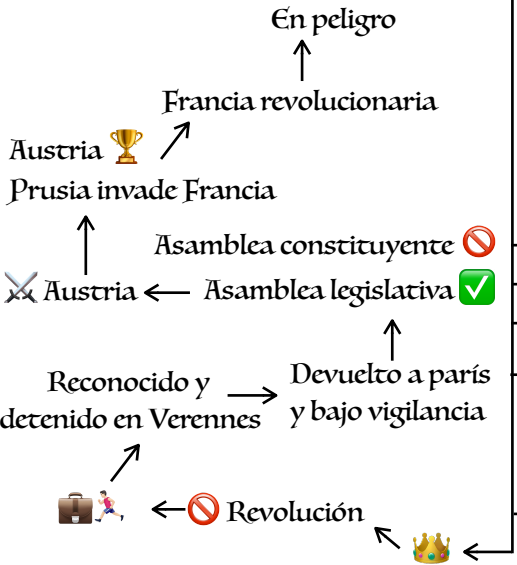 En peligro
Francia revolucionaria
Austria
Prusia invade Francia
Asamblea constituyente
Austria
Asamblea legislativa
Reconocido y
detenido en Verennes
Devuelto a parís
y bajo vigilancia
Revolución